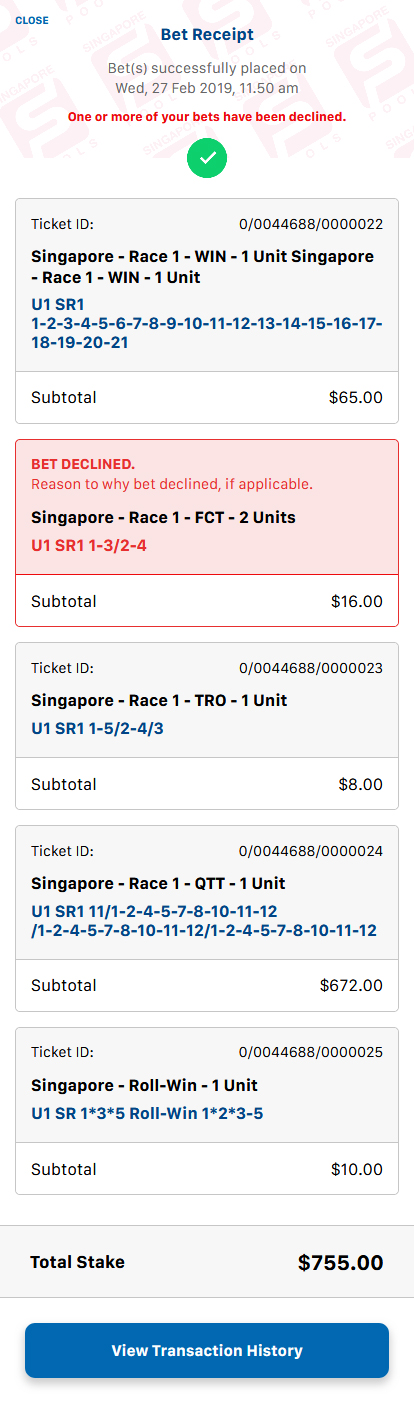 CLOSE
Bet Receipt
Bet(s) successfully placed on
Wed, 27 Feb 2019, 11.50 am
One or more of your bets have been declined.
Ticket ID: 0/0044688/0000022
Singapore - Race 1 - WIN - 1 Unit Singapore
- Race 1 - WIN - 1 Unit
U1 SR1
1-2-3-4-5-6-7-8-9-10-11-12-13-14-15-16-17-
18-19-20-21
Subtotal $65.00
BET DECLINED.
Reason to why bet declined, if applicable.
Singapore - Race 1 - FCT - 2 Units
U1 SR1 1-3/2-4
Subtotal $16.00
Ticket ID: 0/0044688/0000023
Singapore - Race 1 - TRO - 1 Unit
U1 SR1 1-5/2-4/3
Subtotal $8.00
Ticket ID: 0/0044688/0000024
Singapore - Race 1 - QTT - 1 Unit
U1 SR1 11/1-2-4-5-7-8-10-11-12
/1-2-4-5-7-8-10-11-12/1-2-4-5-7-8-10-11-12
Subtotal $672.00
Ticket ID: 0/0044688/0000025
Singapore - Roll-Win - 1 Unit
U1 SR 1*3*5 Roll-Win 1*2*3-5
Subtotal $10.00
Total Stake $755.00
View Transaction History